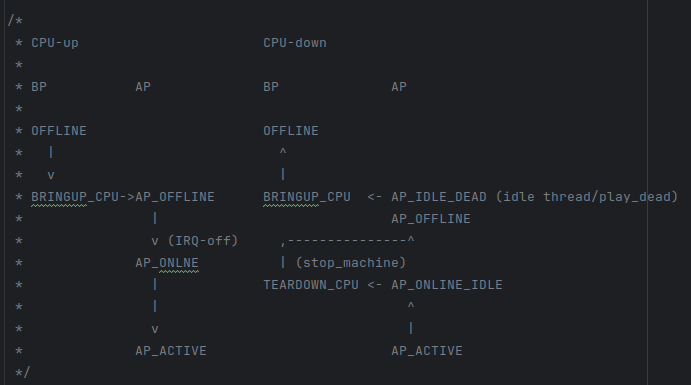 /*
 * CPU-up                       CPU-down
 *
 * BP           AP              BP              AP
 *
 * OFFLINE                      OFFLINE
 *   |                            ^
 *   v                            |
 * BRINGUP_CPU->AP_OFFLINE      BRINGUP_CPU  <- AP_IDLE_DEAD (idle thread/play_dead)
 *                |                             AP_OFFLINE
 *                v (IRQ-off)     ,---------------^
 *              AP_ONLNE          | (stop_machine)
 *                |             TEARDOWN_CPU <- AP_ONLINE_IDLE
 *                |                               ^
 *                v                               |
 *              AP_ACTIVE                       AP_ACTIVE
 */